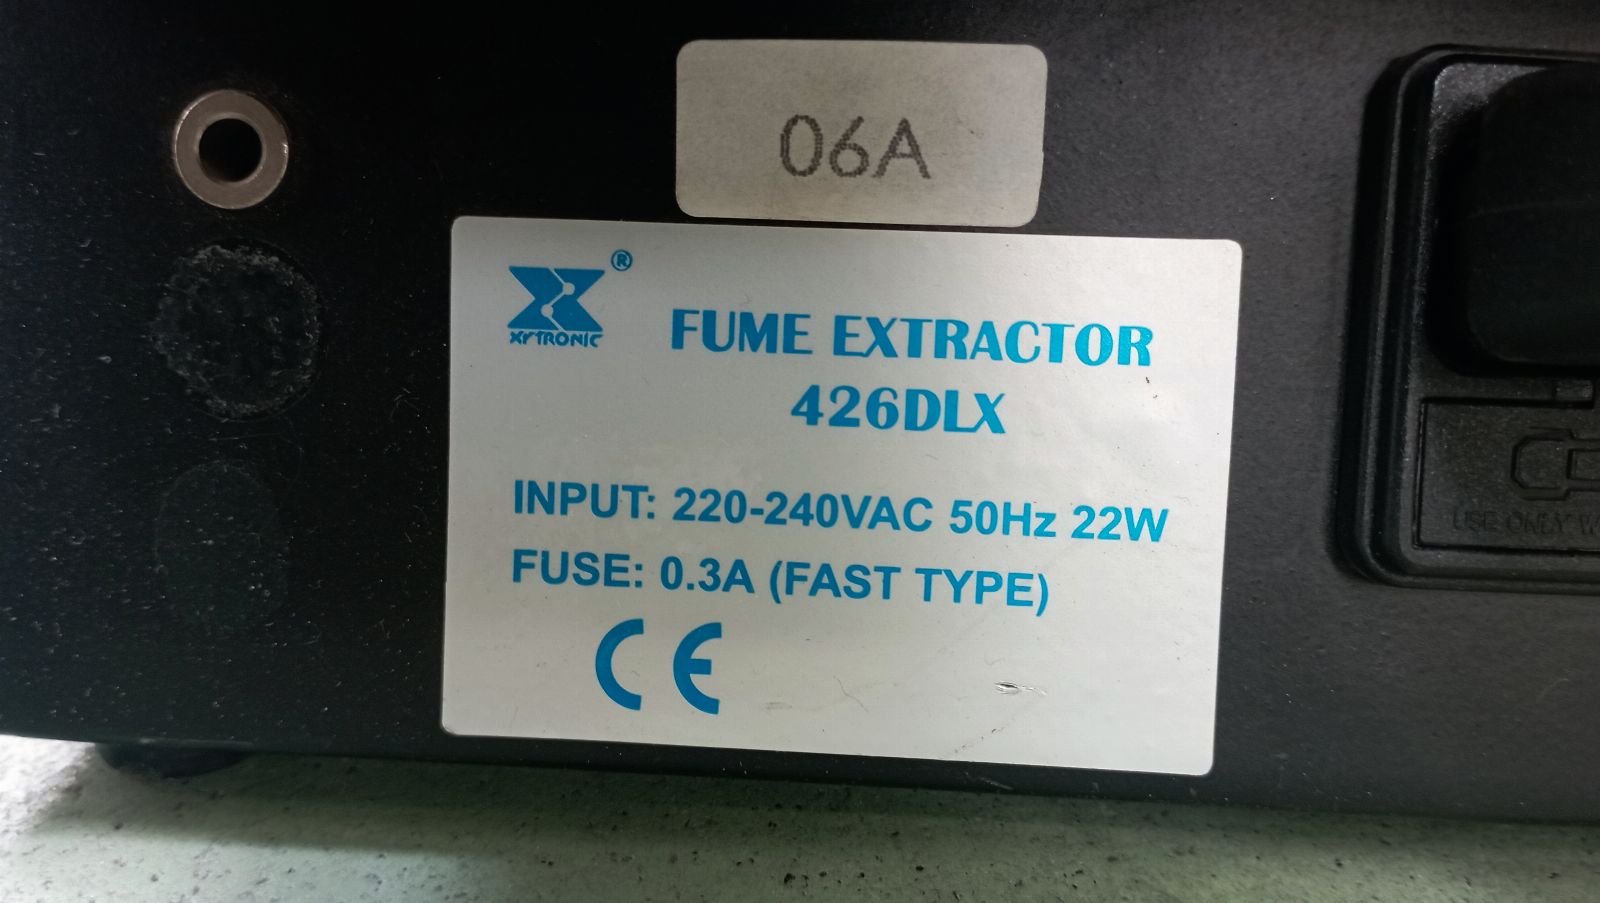 06A
®
XYTRONIC
FUME EXTRACTOR
426DLX
INPUT: 220-240VAC 50Hz 22W
FUSE: 0.3A (FAST TYPE)
CE
USE ONLY W